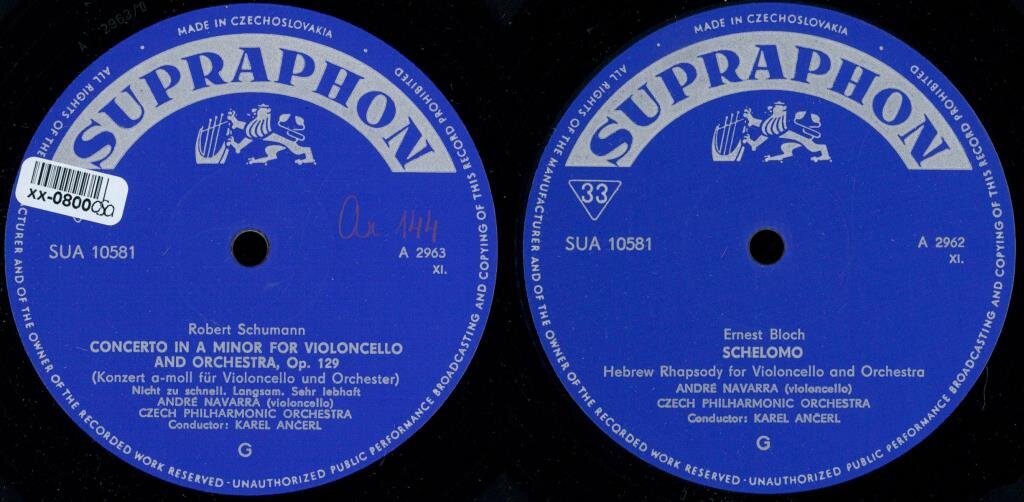 A 2963/1
MADE IN CZECHOSLOVAKIA
ALL RIGHTS OF THE
CTURER AND OF THE OWNER OF THE RECORDED WORK RESERVED · UNAUTHORIZED PUBLIC PERFORMANCE BROADCASTING AND COPYING OF THIS RECORD PROHIBITED
SUPRAPHON
xx-0800050
Ar 144
SUA 10581
A 2963
XI.
Robert Schumann
CONCERTO IN A MINOR FOR VIOLONCELLO
AND ORCHESTRA, Op. 129
(Konzert a-moll für Violoncello und Orchester)
Nicht zu schnell. Langsam. Sehr lebhaft
ANDRÉ NAVARRA (violoncello)
CZECH PHILHARMONIC ORCHESTRA
Conductor: KAREL ANČERL
G
MADE IN CZECHOSLOVAKIA
ALL RIGHTS OF THE MANUFACTURER AND OF THE OWNER OF THE RECORDED WORK RESERVED · UNAUTHORIZED PUBLIC PERFORMANCE BROADCASTING AND COPYING OF THIS RECORD PROHIBITED
SUPRAPHON
33
SUA 10581
A 2962
XI.
Ernest Bloch
SCHELOMO
Hebrew Rhapsody for Violoncello and Orchestra
ANDRÉ NAVARRA (violoncello)
CZECH PHILHARMONIC ORCHESTRA
Conductor: KAREL ANČERL
G